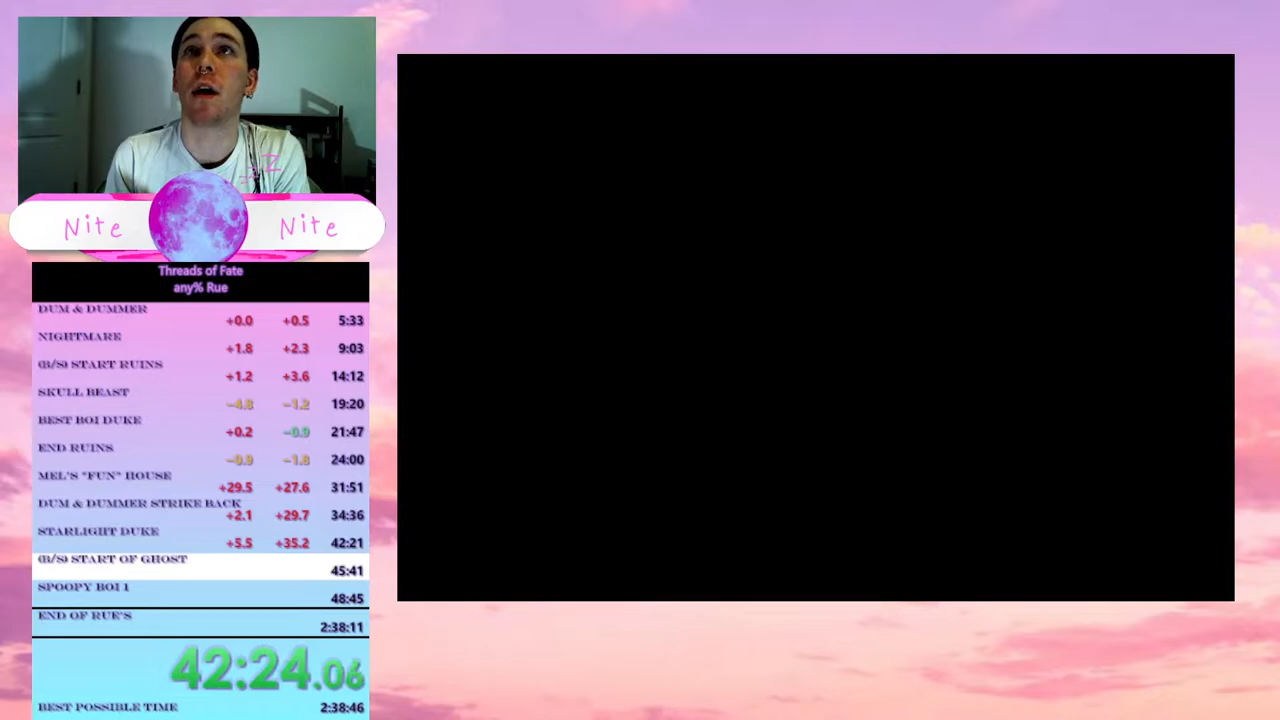 zzZ
Nite Nite
Threads of Fate
any% Rue
DUM & DUMMER
+0.0 +0.5 5:33
NIGHTMARE
+1.8 +2.3 9:03
(B/S) START RUINS
+1.2 +3.6 14:12
SKULL BEAST
−4.8 −1.2 19:20
BEST BOI DUKE
+0.2 −0.9 21:47
END RUINS
−0.9 −1.8 24:00
MEL'S "FUN" HOUSE
+29.5 +27.6 31:51
DUM & DUMMER STRIKE BACK
+2.1 +29.7 34:36
STARLIGHT DUKE
+5.5 +35.2 42:21
(B/S) START OF GHOST
45:41
SPOOPY BOI 1
48:45
END OF RUE'S
2:38:11
42:24.06
BEST POSSIBLE TIME 2:38:46